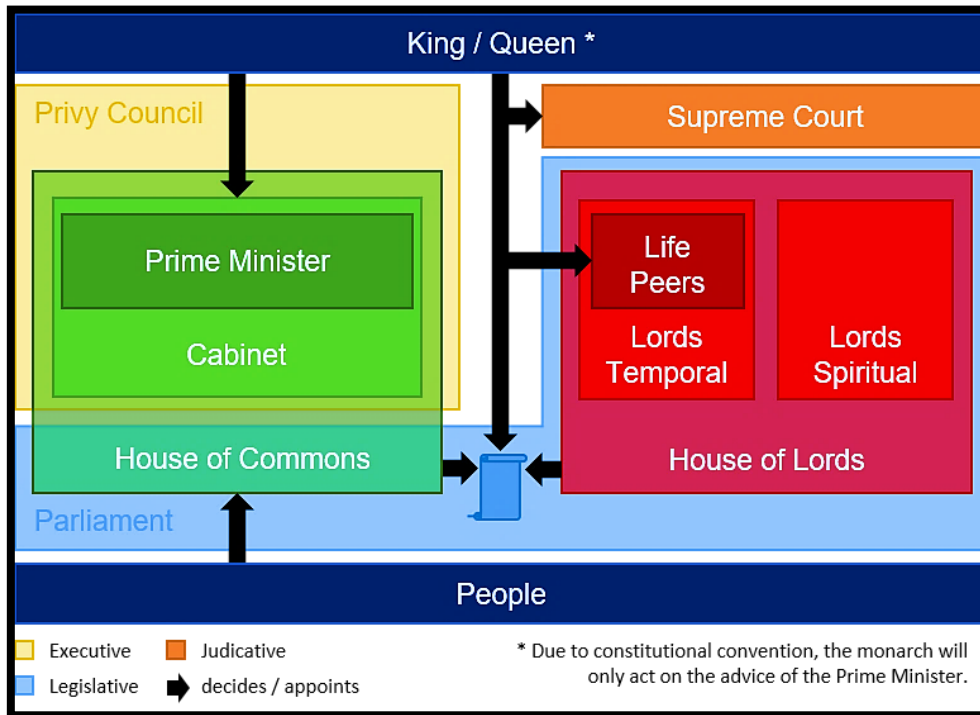 King / Queen *
Privy Council
Supreme Court
Prime Minister
Life
Peers
Cabinet
Lords
Temporal
Lords
Spiritual
House of Commons
House of Lords
Parliament
People
Executive
Judicative
Legislative
decides / appoints
* Due to constitutional convention, the monarch will
only act on the advice of the Prime Minister.